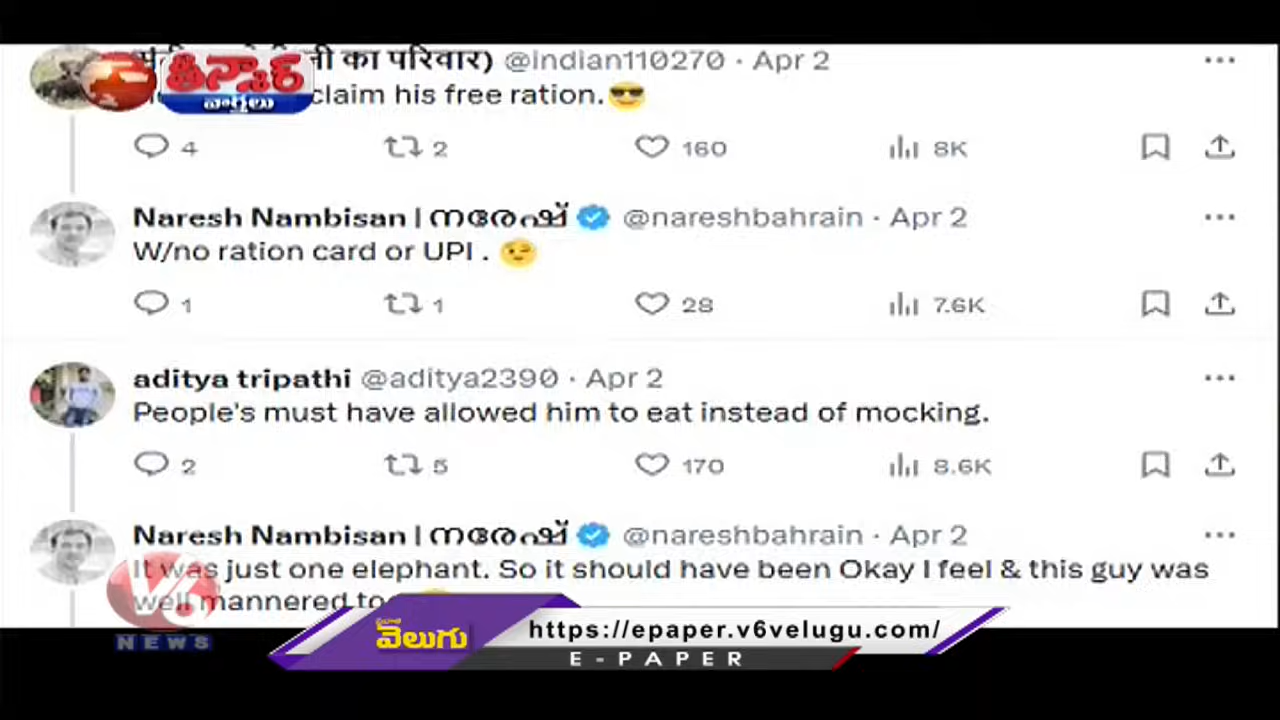 का परिवार) @indian110270 · Apr 2
తీన్మార్
వార్తలు
claim his free ration.😎
4 2 160 8K
Naresh Nambisan | നരേഷ് @nareshbahrain · Apr 2
W/no ration card or UPI . 😉
1 1 28 7.6K
aditya tripathi @aditya2390 · Apr 2
People's must have allowed him to eat instead of mocking.
2 5 170 8.6K
Naresh Nambisan | നരേഷ് @nareshbahrain · Apr 2
It was just one elephant. So it should have been Okay I feel & this guy was
well mannered to
V6
NEWS
వెలుగు
https://epaper.v6velugu.com/
E-PAPER